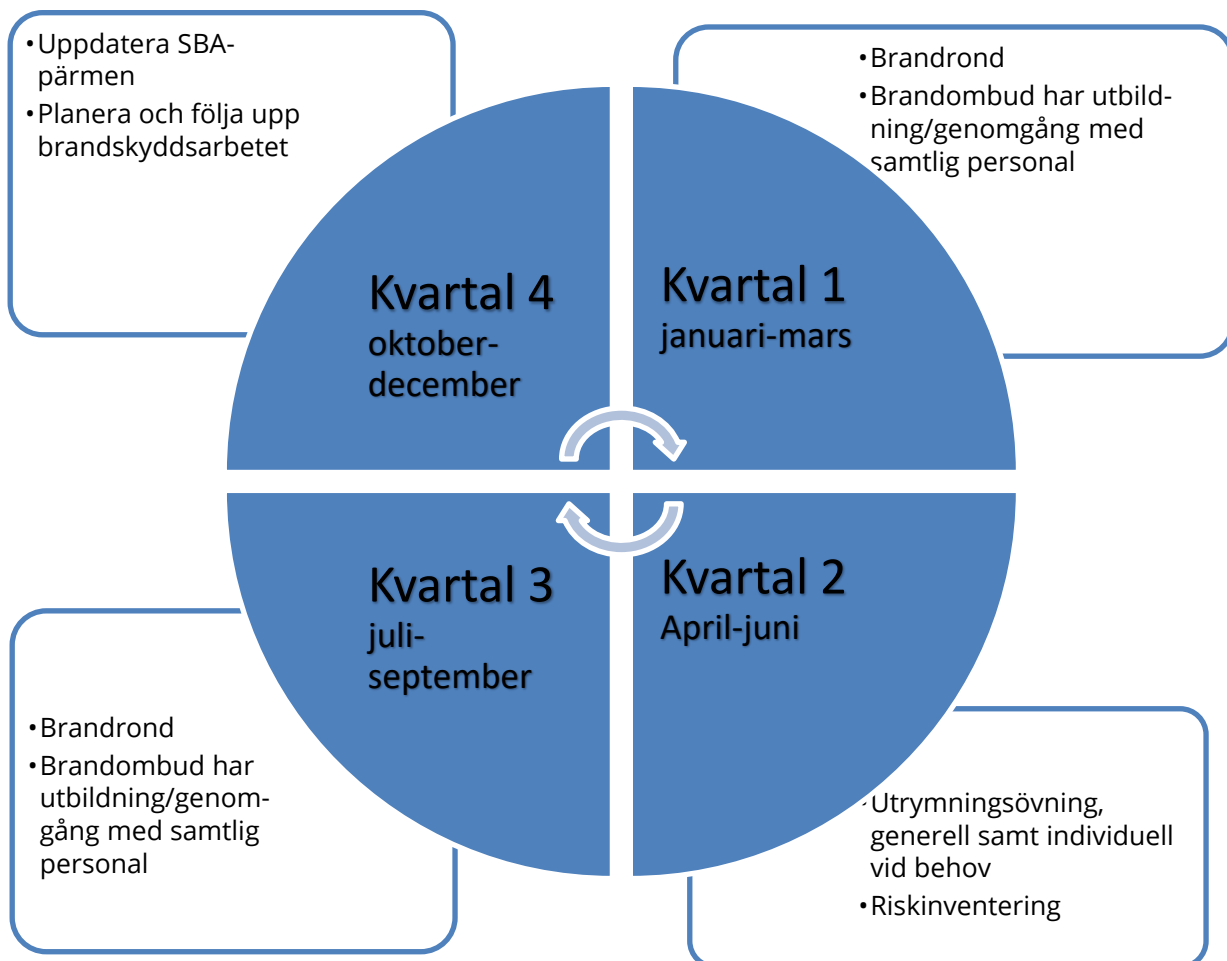 •Uppdatera SBA-
pärmen
•Planera och följa upp
brandskyddsarbetet
•Brandrond
•Brandombud har utbild-
ning/genomgång med
samtlig personal
Kvartal 4
oktober-
december
Kvartal 1
januari-mars
Kvartal 3
juli-
september
Kvartal 2
April-juni
•Brandrond
•Brandombud har
utbildning/genom-
gång med samtlig
personal
•Utrymningsövning,
generell samt individuell
vid behov
•Riskinventering